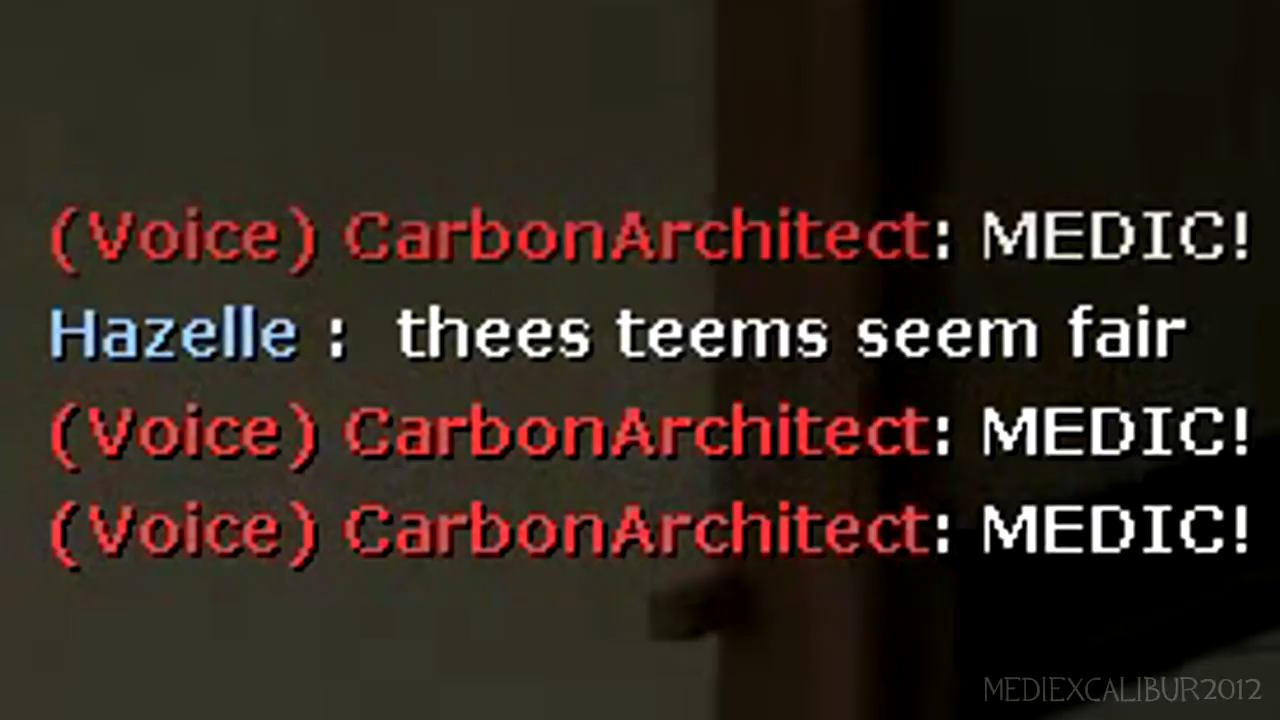 (Voice) CarbonArchitect: MEDIC!
Hazelle :  thees teems seem fair
(Voice) CarbonArchitect: MEDIC!
(Voice) CarbonArchitect: MEDIC!
MEDIEXCALIBUR2012